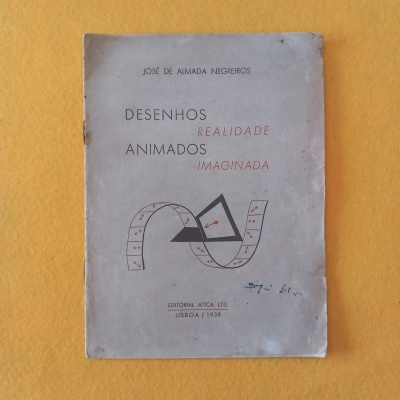 JOSÉ DE ALMADA NEGREIROS
DESENHOS
REALIDADE
ANIMADOS
IMAGINADA
EDITORIAL ÁTICA, LTD.
LISBOA / 1938